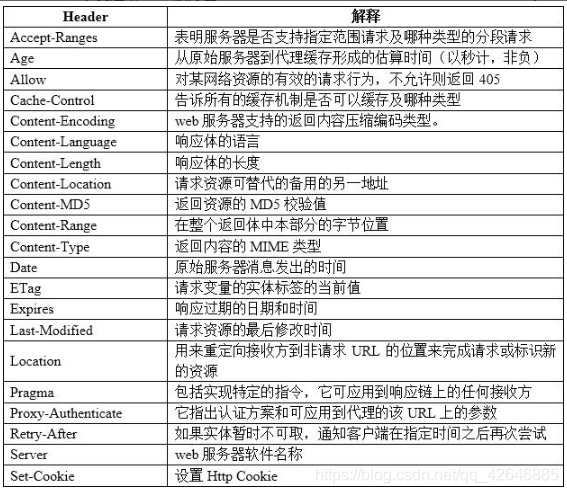 Header 解释
Accept-Ranges 表明服务器是否支持指定范围请求及哪种类型的分段请求
Age 从原始服务器到代理缓存形成的估算时间（以秒计，非负）
Allow 对某网络资源的有效的请求行为，不允许则返回 405
Cache-Control 告诉所有的缓存机制是否可以缓存及哪种类型
Content-Encoding web服务器支持的返回内容压缩编码类型。
Content-Language 响应体的语言
Content-Length 响应体的长度
Content-Location 请求资源可替代的备用的另一地址
Content-MD5 返回资源的 MD5 校验值
Content-Range 在整个返回体中本部分的字节位置
Content-Type 返回内容的 MIME 类型
Date 原始服务器消息发出的时间
ETag 请求变量的实体标签的当前值
Expires 响应过期的日期和时间
Last-Modified 请求资源的最后修改时间
Location 用来重定向接收方到非请求 URL 的位置来完成请求或标识新
的资源
Pragma 包括实现特定的指令，它可应用到响应链上的任何接收方
Proxy-Authenticate 它指出认证方案和可应用到代理的该 URL 上的参数
Retry-After 如果实体暂时不可取，通知客户端在指定时间之后再次尝试
Server web服务器软件名称
Set-Cookie 设置 Http Cookie
https://blog.csdn.net/qq_42646885